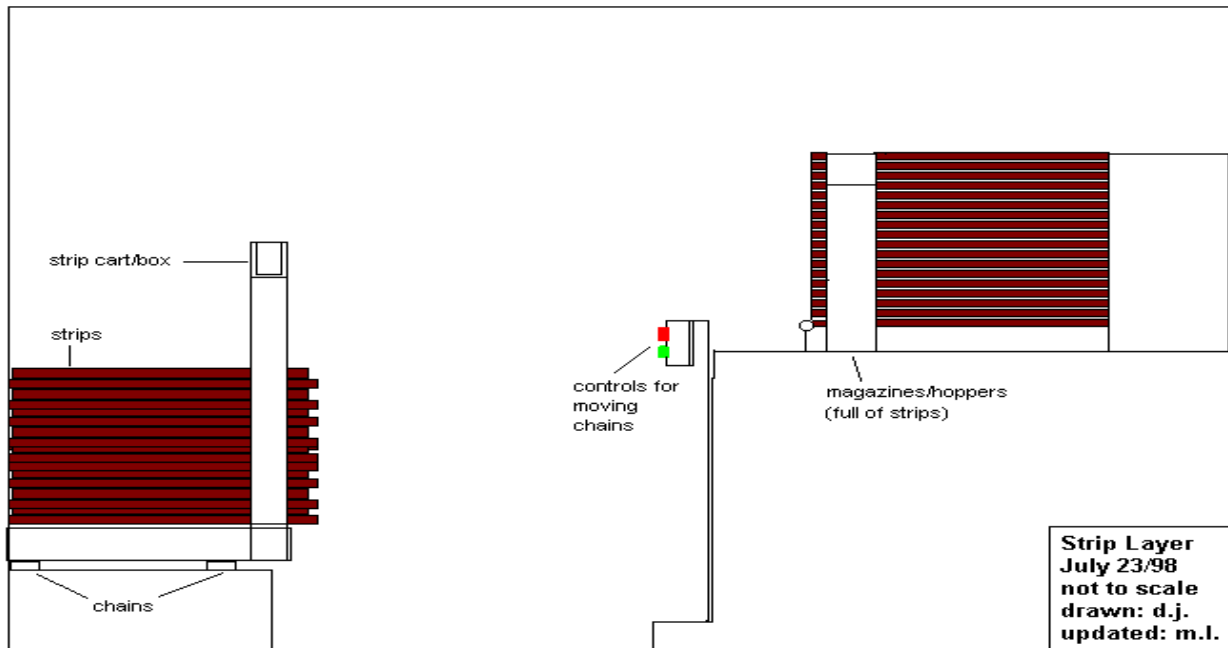 strip cart/box
strips
controls for
moving
chains
magazines/hoppers
(full of strips)
chains
Strip Layer
July 23/98
not to scale
drawn: d.j.
updated: m.l.